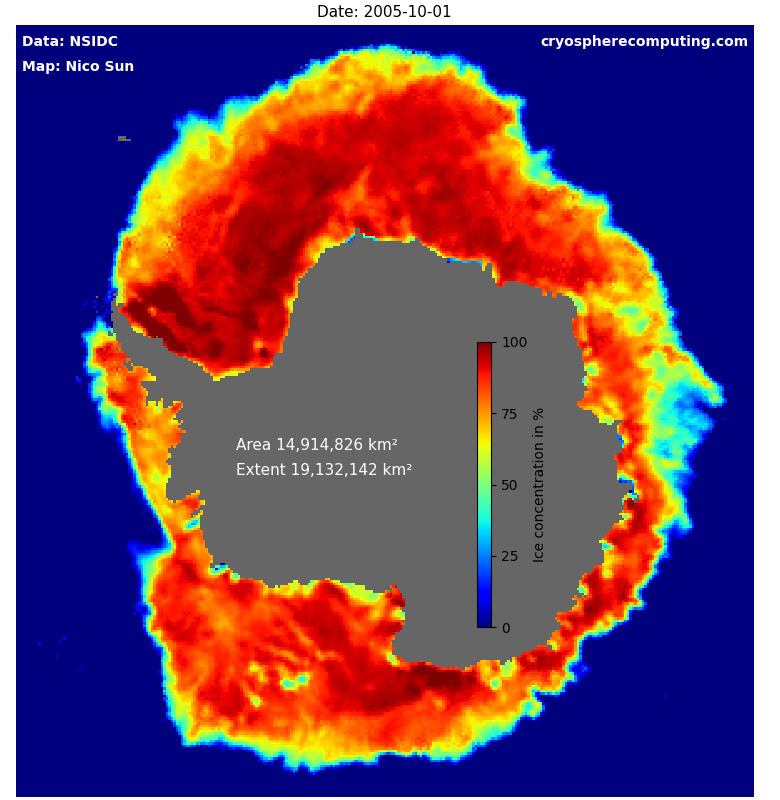 Date: 2005-10-01
Data: NSIDC
cryospherecomputing.com
Map: Nico Sun
100
75
50
25
0
Ice concentration in %
Area 14,914,826 km²
Extent 19,132,142 km²